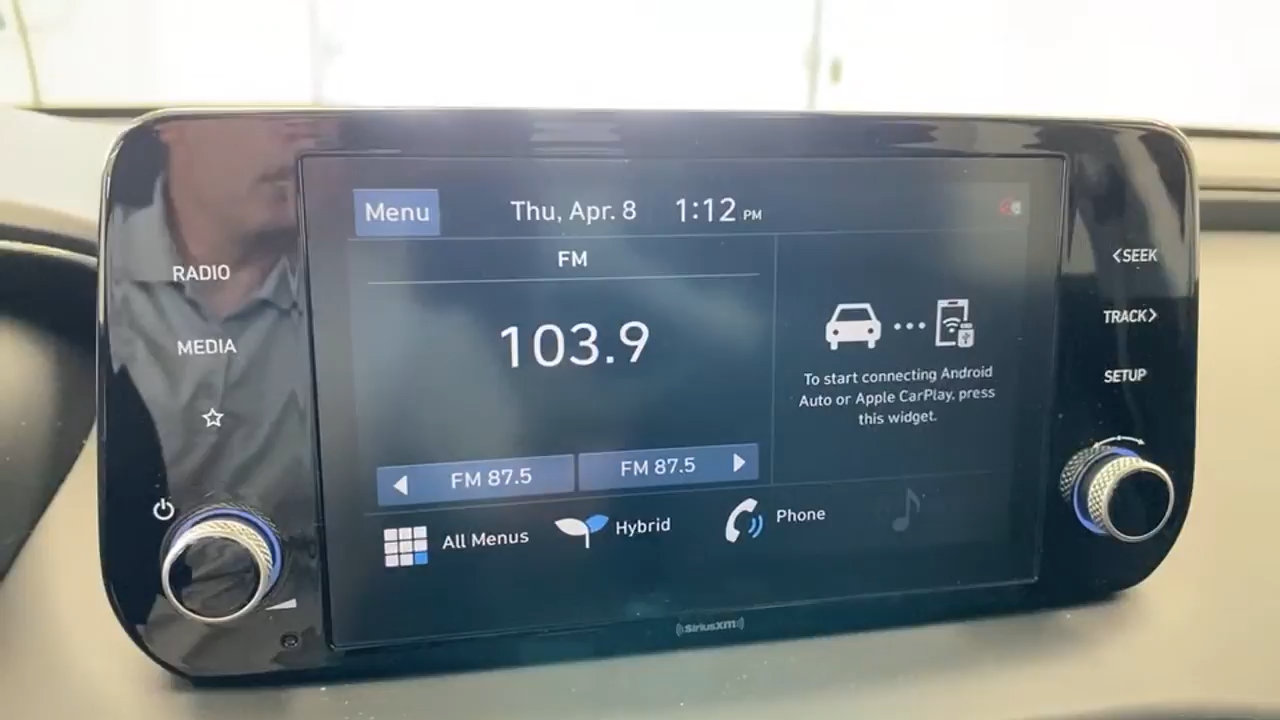 Menu
Thu, Apr. 8
1:12 PM
FM
103.9
FM 87.5
FM 87.5
To start connecting Android
Auto or Apple CarPlay, press
this widget.
All Menus
Hybrid
Phone
RADIO
MEDIA
<SEEK
TRACK>
SETUP
SiriusXM